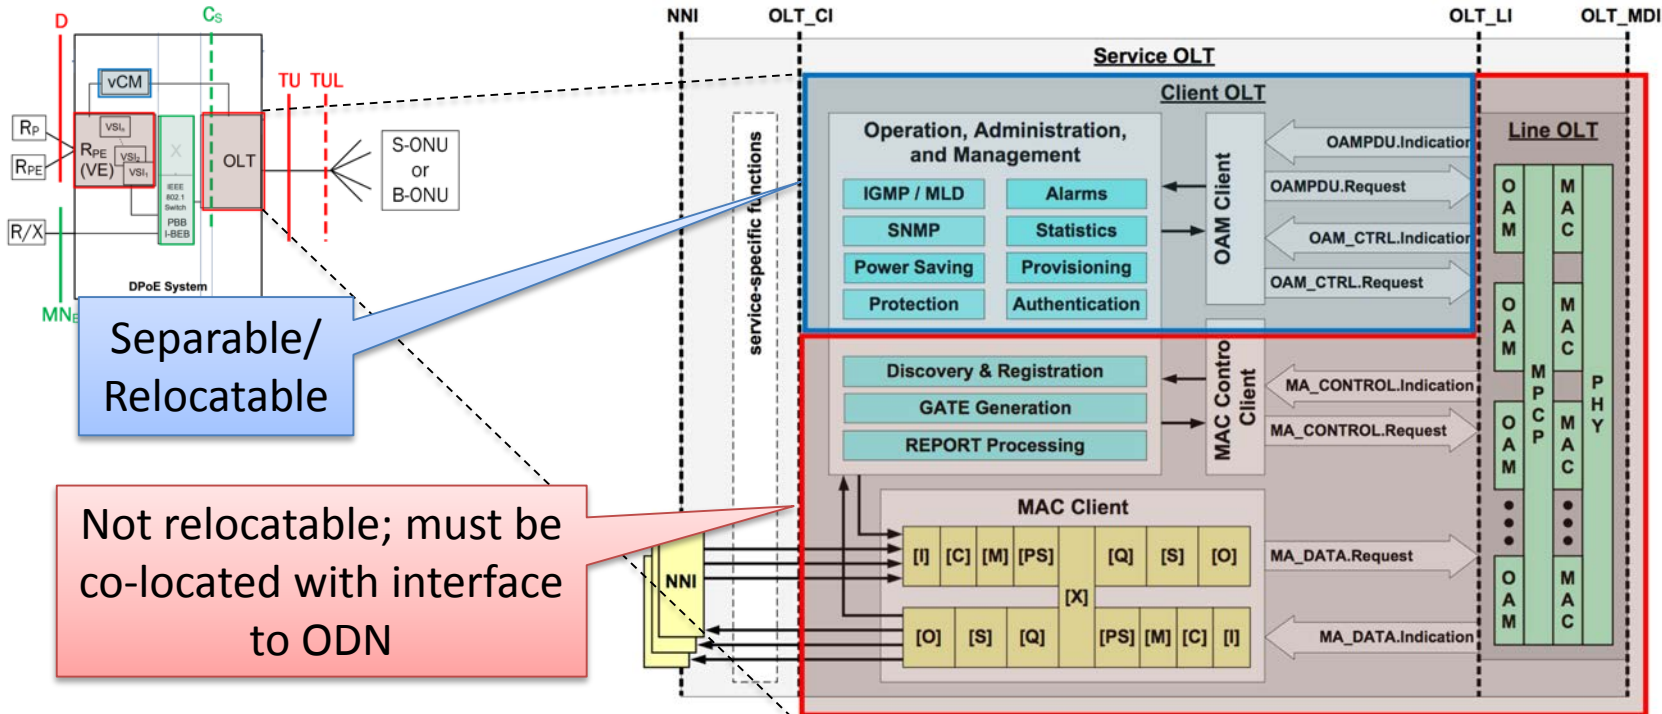 D
CS
vCM
RP
RPE
RPE
(VE)
VSIn
VSI2
VSI1
X
IEEE
802.1
Switch
PBB
I-BEB
OLT
TU
TUL
S-ONU
or
B-ONU
R/X
DPoE System
Separable/
Relocatable
Not relocatable; must be
co-located with interface
to ODN
NNI
OLT_CI
OLT_LI
OLT_MDI
Service OLT
Client OLT
Line OLT
service-specific functions
Operation, Administration,
and Management
IGMP / MLD
Alarms
SNMP
Statistics
Power Saving
Provisioning
Protection
Authentication
OAM Client
OAMPDU.Indication
OAMPDU.Request
OAM_CTRL.Indication
OAM_CTRL.Request
Discovery & Registration
GATE Generation
REPORT Processing
MAC Control
Client
MA_CONTROL.Indication
MA_CONTROL.Request
MAC Client
[I] [C] [M] [PS] [Q] [S] [O]
[X]
[O] [S] [Q] [PS] [M] [C] [I]
MA_DATA.Request
MA_DATA.Indication
NNI
OAM
OAM
OAM
OAM
MPCP
MAC
MAC
MAC
MAC
PHY